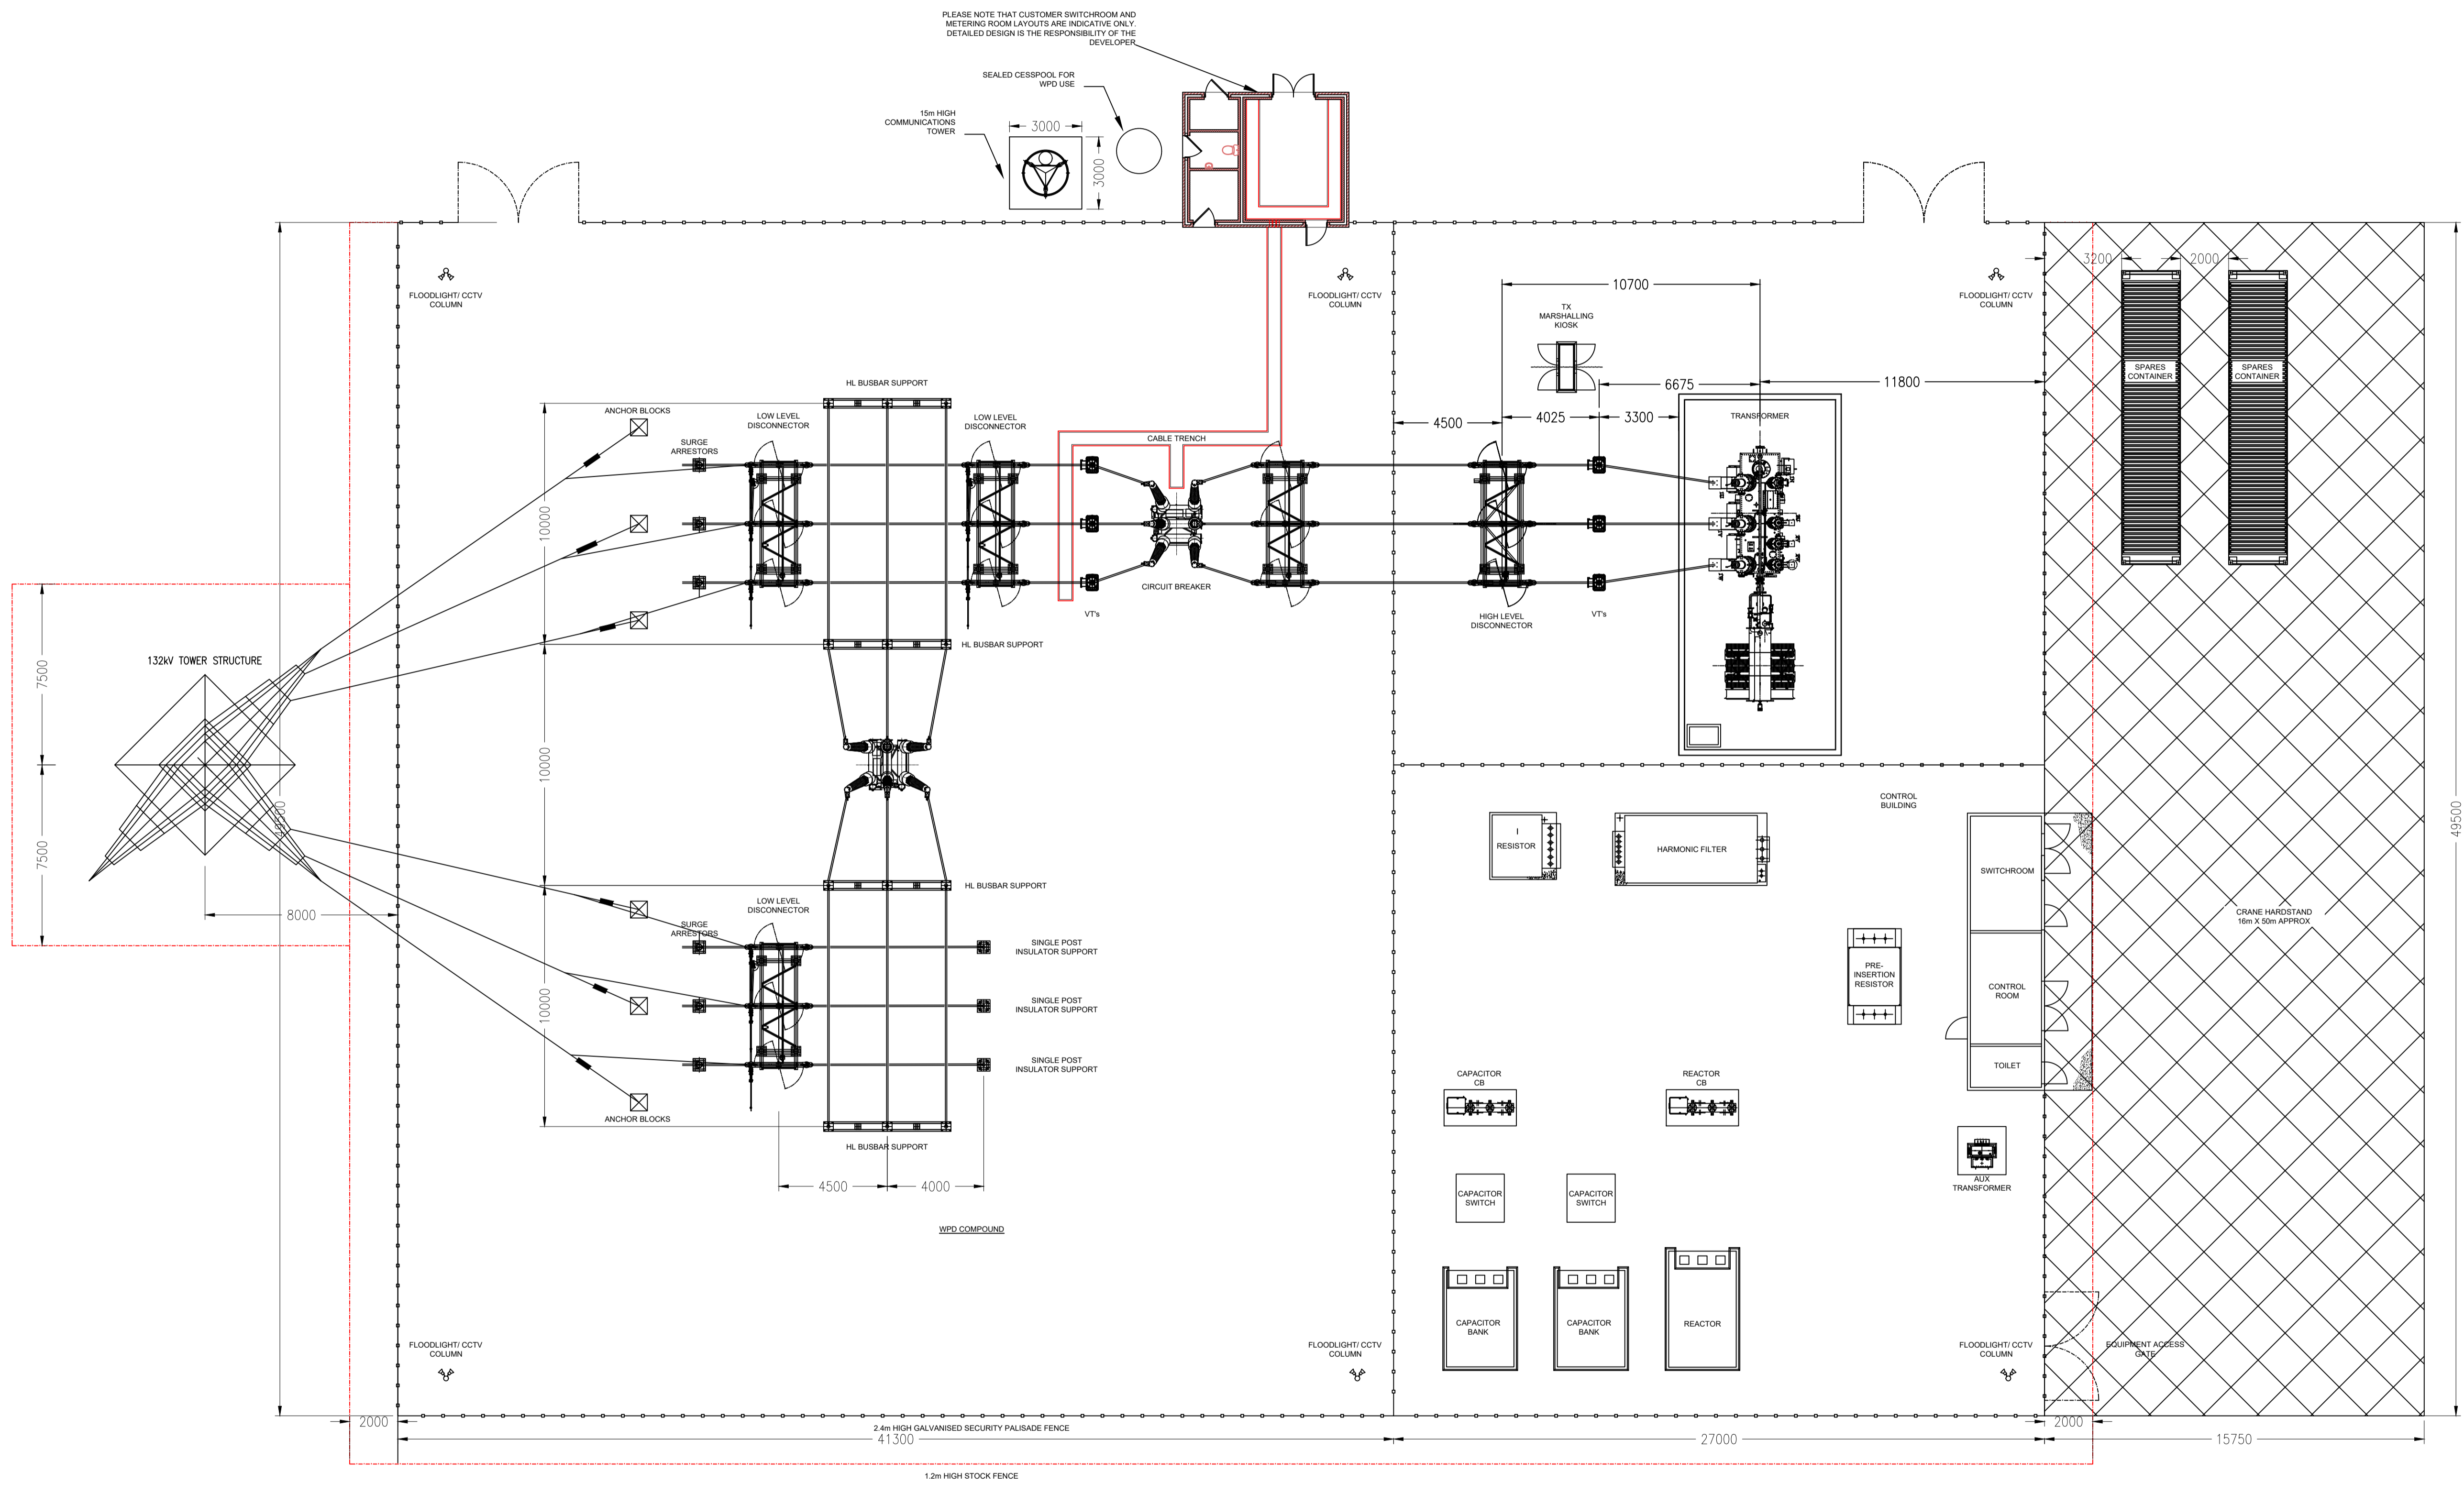 PLEASE NOTE THAT CUSTOMER SWITCHROOM AND
METERING ROOM LAYOUTS ARE INDICATIVE ONLY.
DETAILED DESIGN IS THE RESPONSIBILITY OF THE
DEVELOPER
SEALED CESSPOOL FOR
WPD USE
15m HIGH
COMMUNICATIONS
TOWER
3000
3000
FLOODLIGHT/ CCTV
COLUMN
FLOODLIGHT/ CCTV
COLUMN
FLOODLIGHT/ CCTV
COLUMN
3200
2000
10700
TX
MARSHALLING
KIOSK
6675
11800
4500
4025
3300
TRANSFORMER
SPARES
CONTAINER
SPARES
CONTAINER
HL BUSBAR SUPPORT
ANCHOR BLOCKS
LOW LEVEL
DISCONNECTOR
LOW LEVEL
DISCONNECTOR
SURGE
ARRESTORS
CABLE TRENCH
10000
CIRCUIT BREAKER
VT's
HIGH LEVEL
DISCONNECTOR
VT's
HL BUSBAR SUPPORT
132kV TOWER STRUCTURE
7500
7500
10000
49500
8000
HL BUSBAR SUPPORT
LOW LEVEL
DISCONNECTOR
SURGE
ARRESTORS
SINGLE POST
INSULATOR SUPPORT
SINGLE POST
INSULATOR SUPPORT
SINGLE POST
INSULATOR SUPPORT
10000
ANCHOR BLOCKS
HL BUSBAR SUPPORT
4500
4000
WPD COMPOUND
CONTROL
BUILDING
RESISTOR
HARMONIC FILTER
SWITCHROOM
49500
CRANE HARDSTAND
16m X 50m APPROX
PRE-
INSERTION
RESISTOR
CONTROL
ROOM
TOILET
CAPACITOR
CB
REACTOR
CB
AUX
TRANSFORMER
CAPACITOR
SWITCH
CAPACITOR
SWITCH
CAPACITOR
BANK
CAPACITOR
BANK
REACTOR
FLOODLIGHT/ CCTV
COLUMN
FLOODLIGHT/ CCTV
COLUMN
FLOODLIGHT/ CCTV
COLUMN
EQUIPMENT ACCESS
GATE
2000
2000
2.4m HIGH GALVANISED SECURITY PALISADE FENCE
41300
27000
15750
1.2m HIGH STOCK FENCE